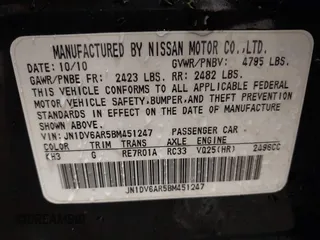 MANUFACTURED BY NISSAN MOTOR CO.,LTD.
DATE: GVWR/PNBV: 4795 LBS.
10/10
GAWR/PNBE FR: 2423 LBS. RR: 2482 LBS.
THIS VEHICLE CONFORMS TO ALL APPLICABLE FEDERAL
MOTOR VEHICLE SAFETY,BUMPER,AND THEFT PREVENTION
STANDARDS IN EFFECT ON THE DATE OF
MANUFACTURE SHOWN ABOVE.
VIN: JN1DV6AR5BM451247 PASSENGER CAR
COLOR TRIM TRANS AXLE ENGINE
KH3 G RE7R01A RC33 VQ25(HR) 2496CC
JN1DV6AR5BM451247